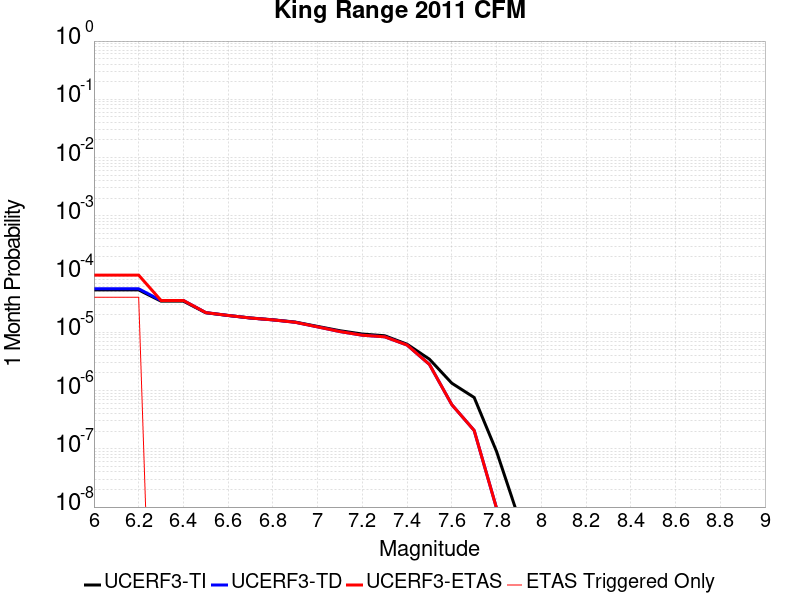 King Range 2011 CFM
10^0
10^-1
10^-2
10^-3
10^-4
10^-5
10^-6
10^-7
10^-8
1 Month Probability
6 6.2 6.4 6.6 6.8 7 7.2 7.4 7.6 7.8 8 8.2 8.4 8.6 8.8 9
Magnitude
UCERF3-TI UCERF3-TD UCERF3-ETAS ETAS Triggered Only